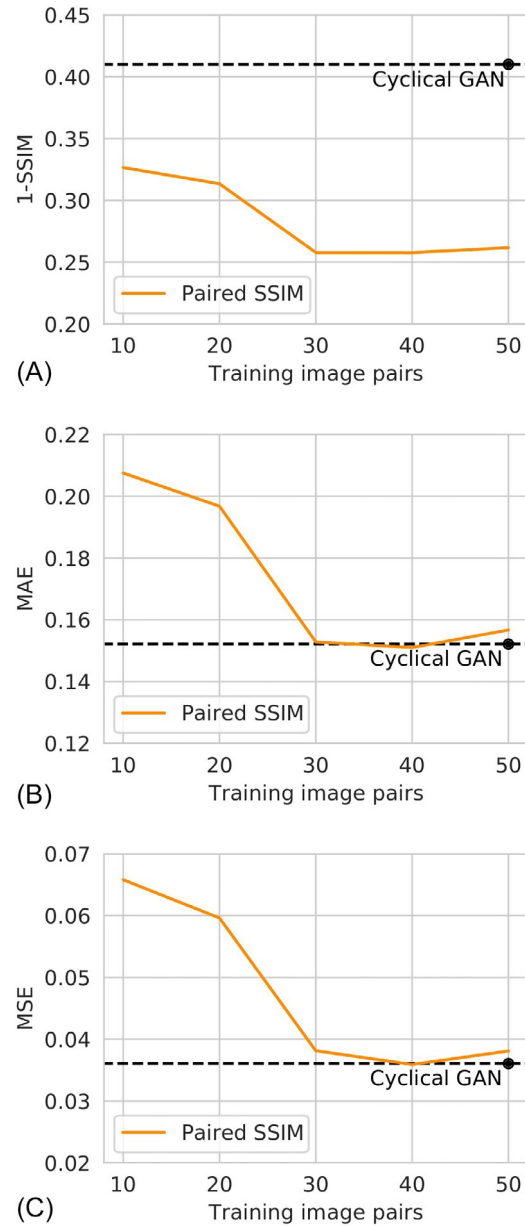 0.45
0.40
0.35
0.30
0.25
0.20
1-SSIM
Cyclical GAN
Paired SSIM
10 20 30 40 50
Training image pairs
(A)
0.22
0.20
0.18
0.16
0.14
0.12
MAE
Cyclical GAN
Paired SSIM
10 20 30 40 50
Training image pairs
(B)
0.07
0.06
0.05
0.04
0.03
0.02
MSE
Cyclical GAN
Paired SSIM
10 20 30 40 50
Training image pairs
(C)